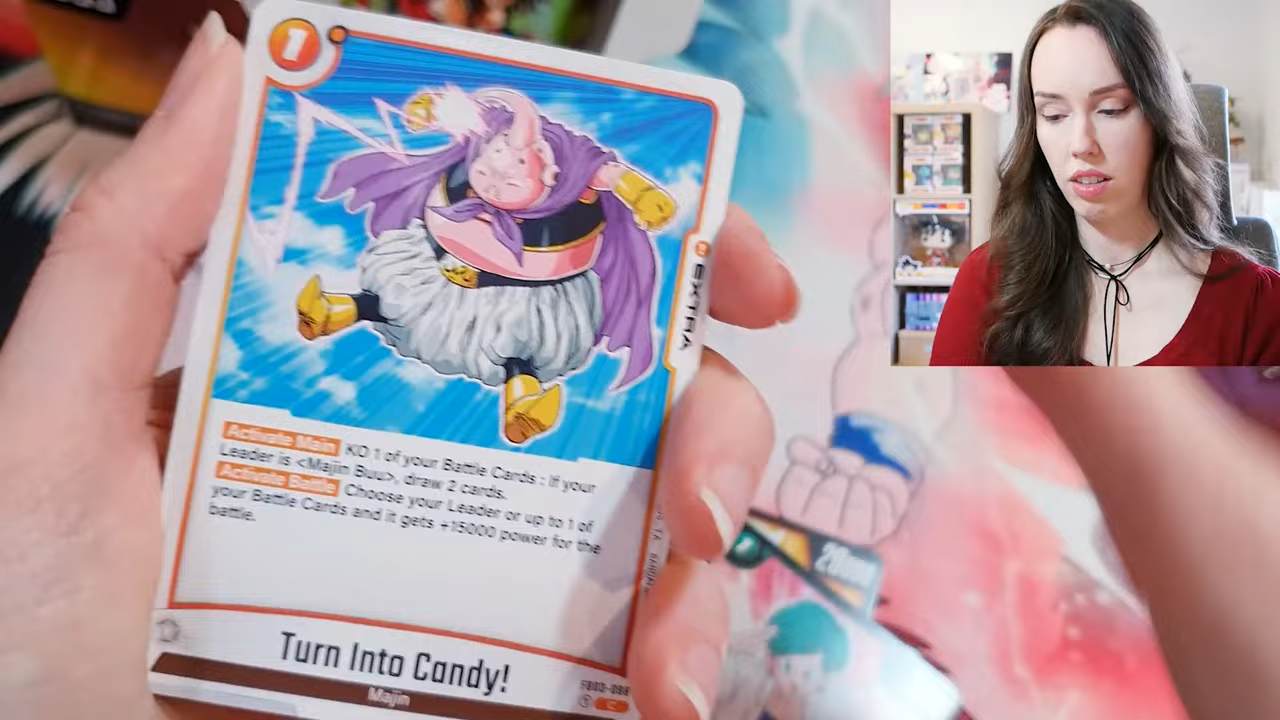 1
EXTRA
Activate Main KO 1 of your Battle Cards : If your
Leader is <Majin Buu>, draw 2 cards.
Activate Battle Choose your Leader or up to 1 of
your Battle Cards and it gets +15000 power for the
battle.
Turn Into Candy!
Majin
C